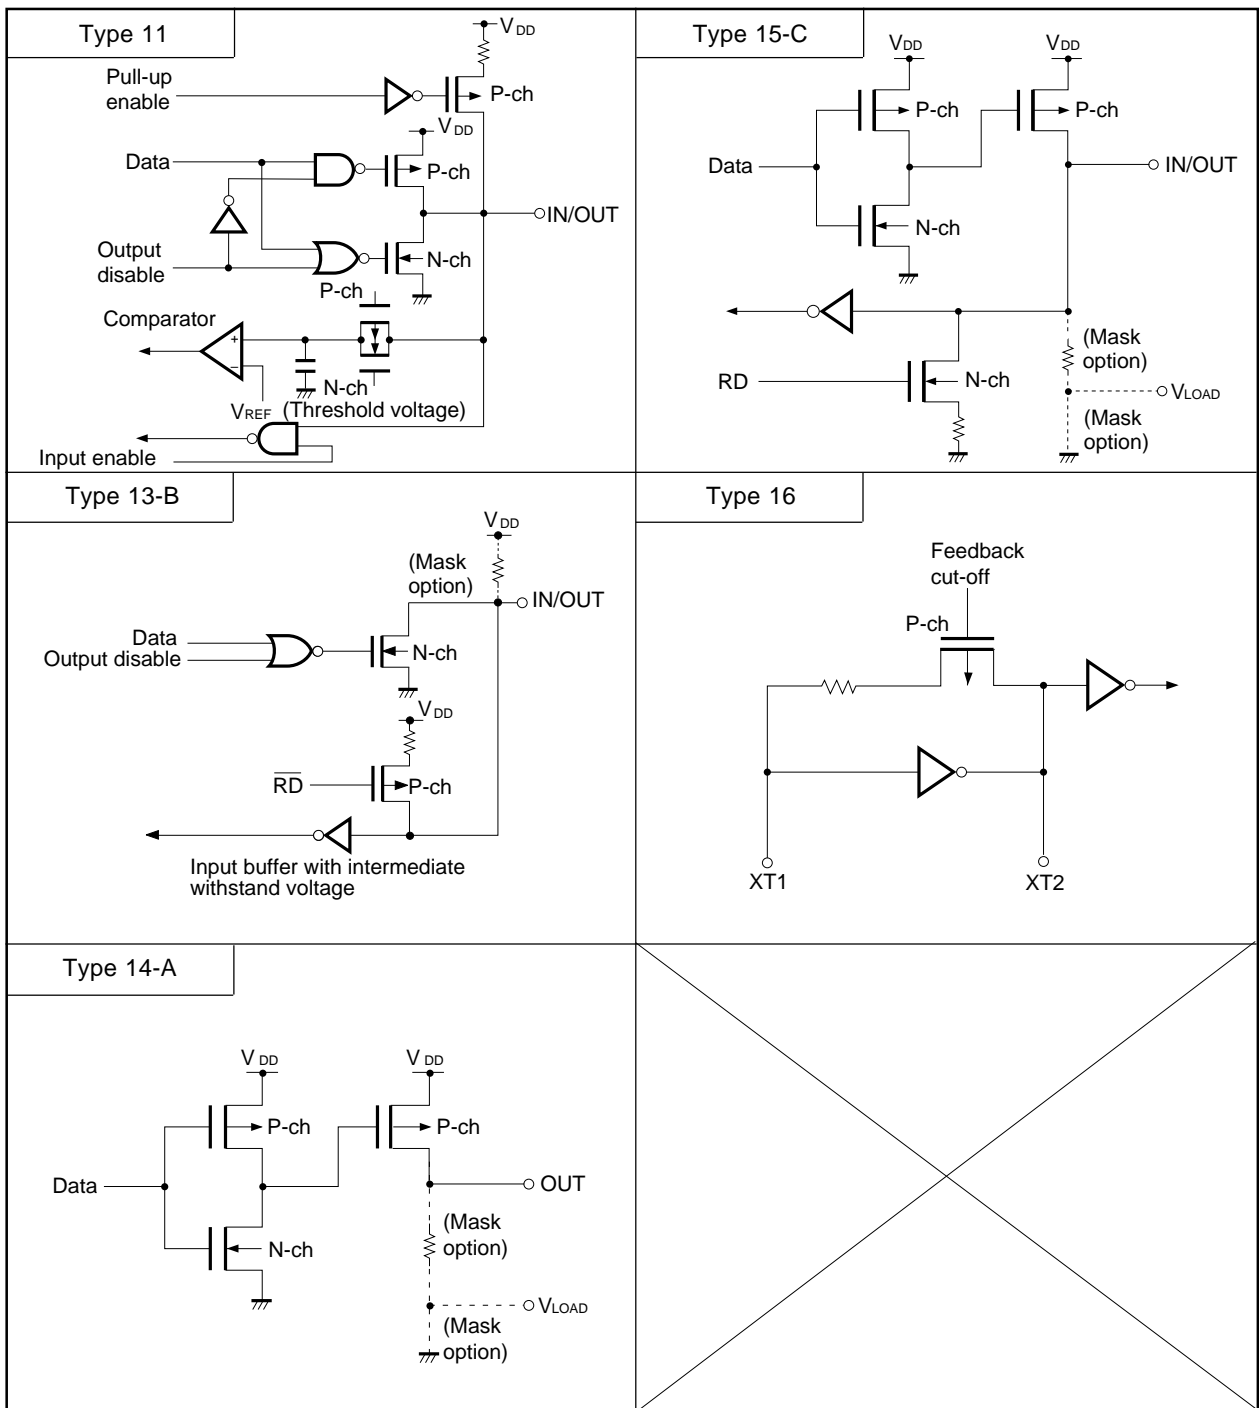 Type 11
VDD
Pull-up
enable
P-ch
VDD
Data
P-ch
IN/OUT
Output
disable
N-ch
P-ch
Comparator
+
–
N-ch
VREF
(Threshold voltage)
Input enable
Type 15-C
VDD
VDD
P-ch
P-ch
Data
IN/OUT
N-ch
(Mask
option)
RD
N-ch
VLOAD
(Mask
option)
Type 13-B
VDD
(Mask
option)
IN/OUT
Data
Output disable
N-ch
VDD
RD
P-ch
Input buffer with intermediate
withstand voltage
Type 16
Feedback
cut-off
P-ch
XT1
XT2
Type 14-A
VDD
VDD
P-ch
P-ch
Data
OUT
N-ch
(Mask
option)
VLOAD
(Mask
option)